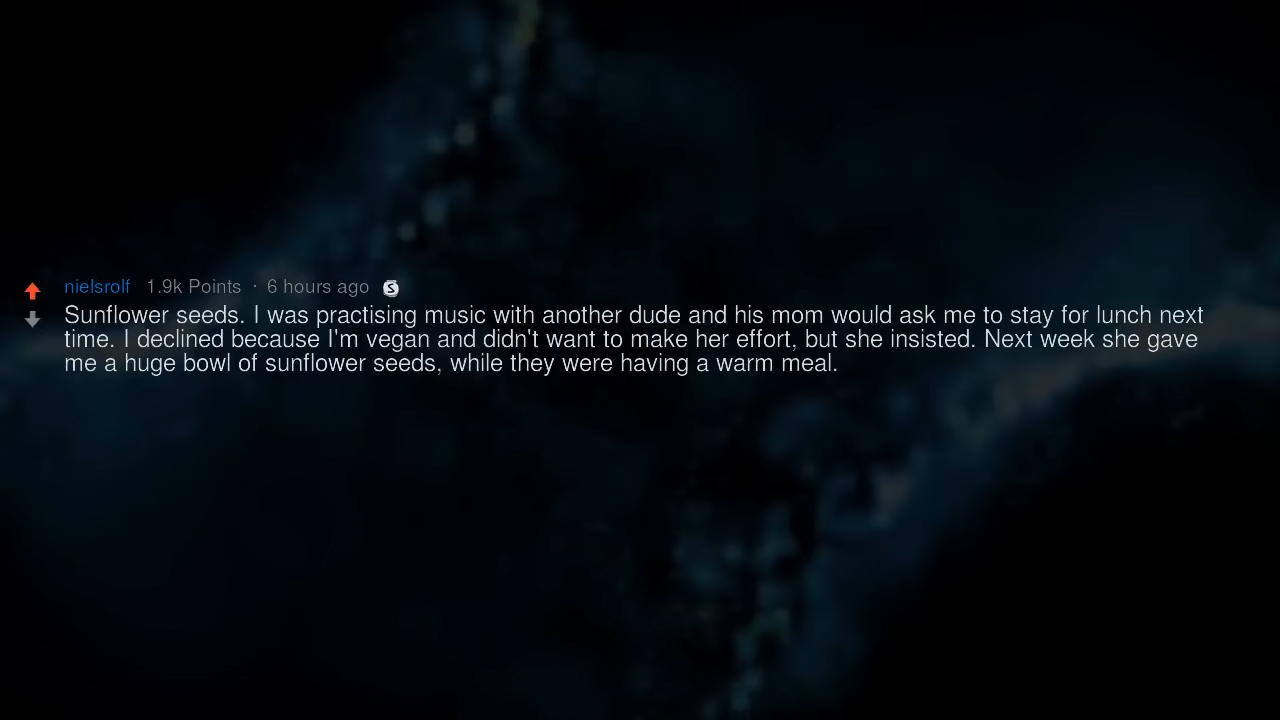 nielsrolf 1.9k Points · 6 hours ago S
Sunflower seeds. I was practising music with another dude and his mom would ask me to stay for lunch next
time. I declined because I'm vegan and didn't want to make her effort, but she insisted. Next week she gave
me a huge bowl of sunflower seeds, while they were having a warm meal.